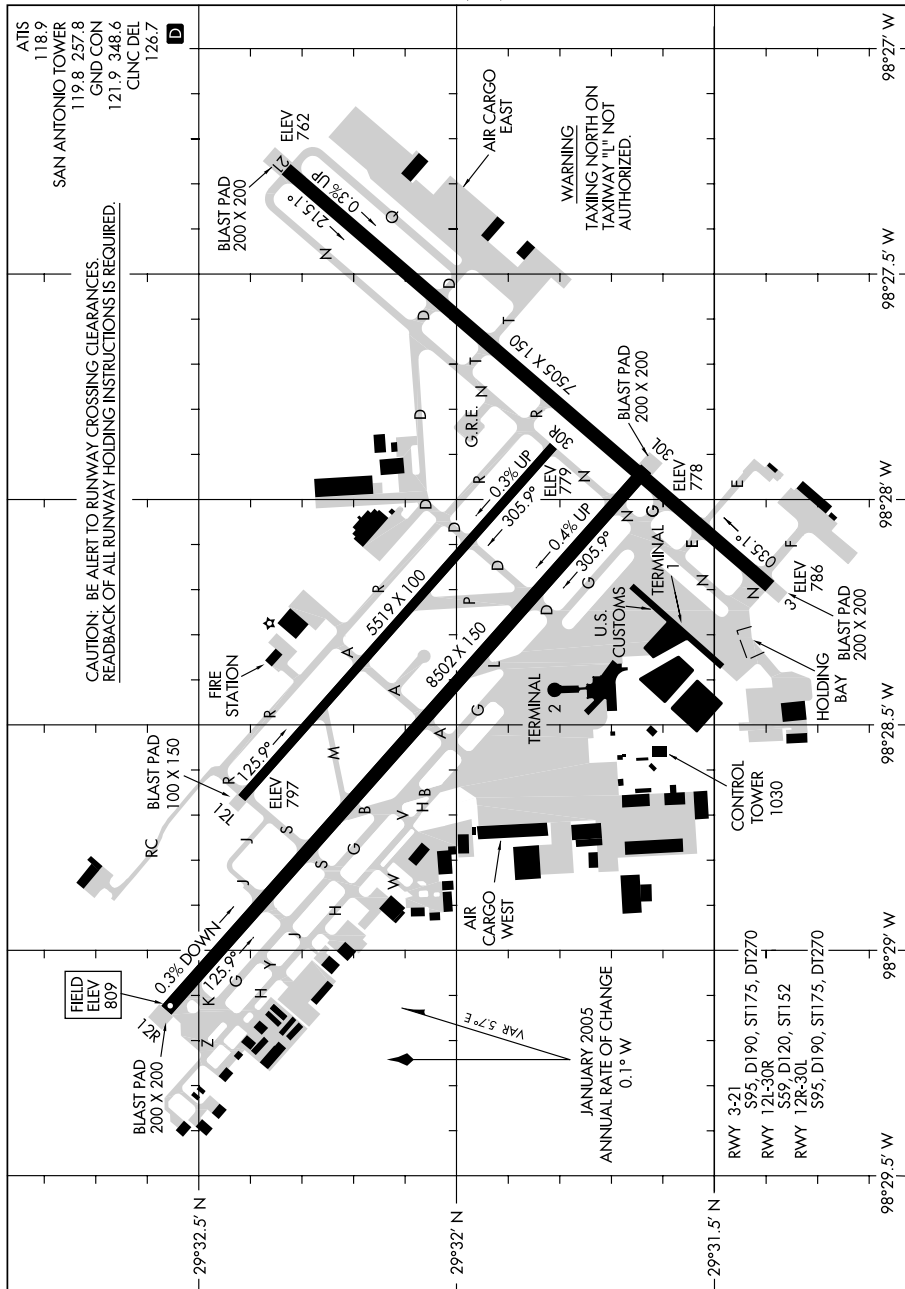 ATIS
118.9
SAN ANTONIO TOWER
119.8 257.8
GND CON
121.9 348.6
CLNC DEL
126.7
D
CAUTION: BE ALERT TO RUNWAY CROSSING CLEARANCES.
READBACK OF ALL RUNWAY HOLDING INSTRUCTIONS IS REQUIRED.
FIELD
ELEV
809
BLAST PAD
200 X 200
12R
0.3% DOWN
125.9°
RC
BLAST PAD
100 X 150
12L
125.9°
ELEV
797
FIRE
STATION
BLAST PAD
200 X 200
21
ELEV
762
215.1°
0.3% UP
AIR CARGO
EAST
WARNING
TAXIING NORTH ON
TAXIWAY "L" NOT
AUTHORIZED.
Z
K
G
H
Y
J
H
W
S
G
B
V
H
B
J
J
S
R
R
R
M
A
A
A
G
L
P
D
D
G
D
D
R
D
D
D
N
Q
G.R.E.
N
T
T
R
N
N
G
E
N
N
E
F
5519 X 100
8502 X 150
7505 X 150
0.3% UP
305.9°
30R
ELEV
779
0.4% UP
305.9°
30L
BLAST PAD
200 X 200
ELEV
778
035.1°
3
ELEV
786
BLAST PAD
200 X 200
HOLDING
BAY
TERMINAL
1
U.S.
CUSTOMS
TERMINAL
2
CONTROL
TOWER
1030
AIR
CARGO
WEST
VAR 5.7° E
JANUARY 2005
ANNUAL RATE OF CHANGE
0.1° W
RWY 3-21
S95, D190, ST175, DT270
RWY 12L-30R
S59, D120, ST152
RWY 12R-30L
S95, D190, ST175, DT270
29°32.5' N
29°32' N
29°31.5' N
98°29.5' W
98°29' W
98°28.5' W
98°28' W
98°27.5' W
98°27' W